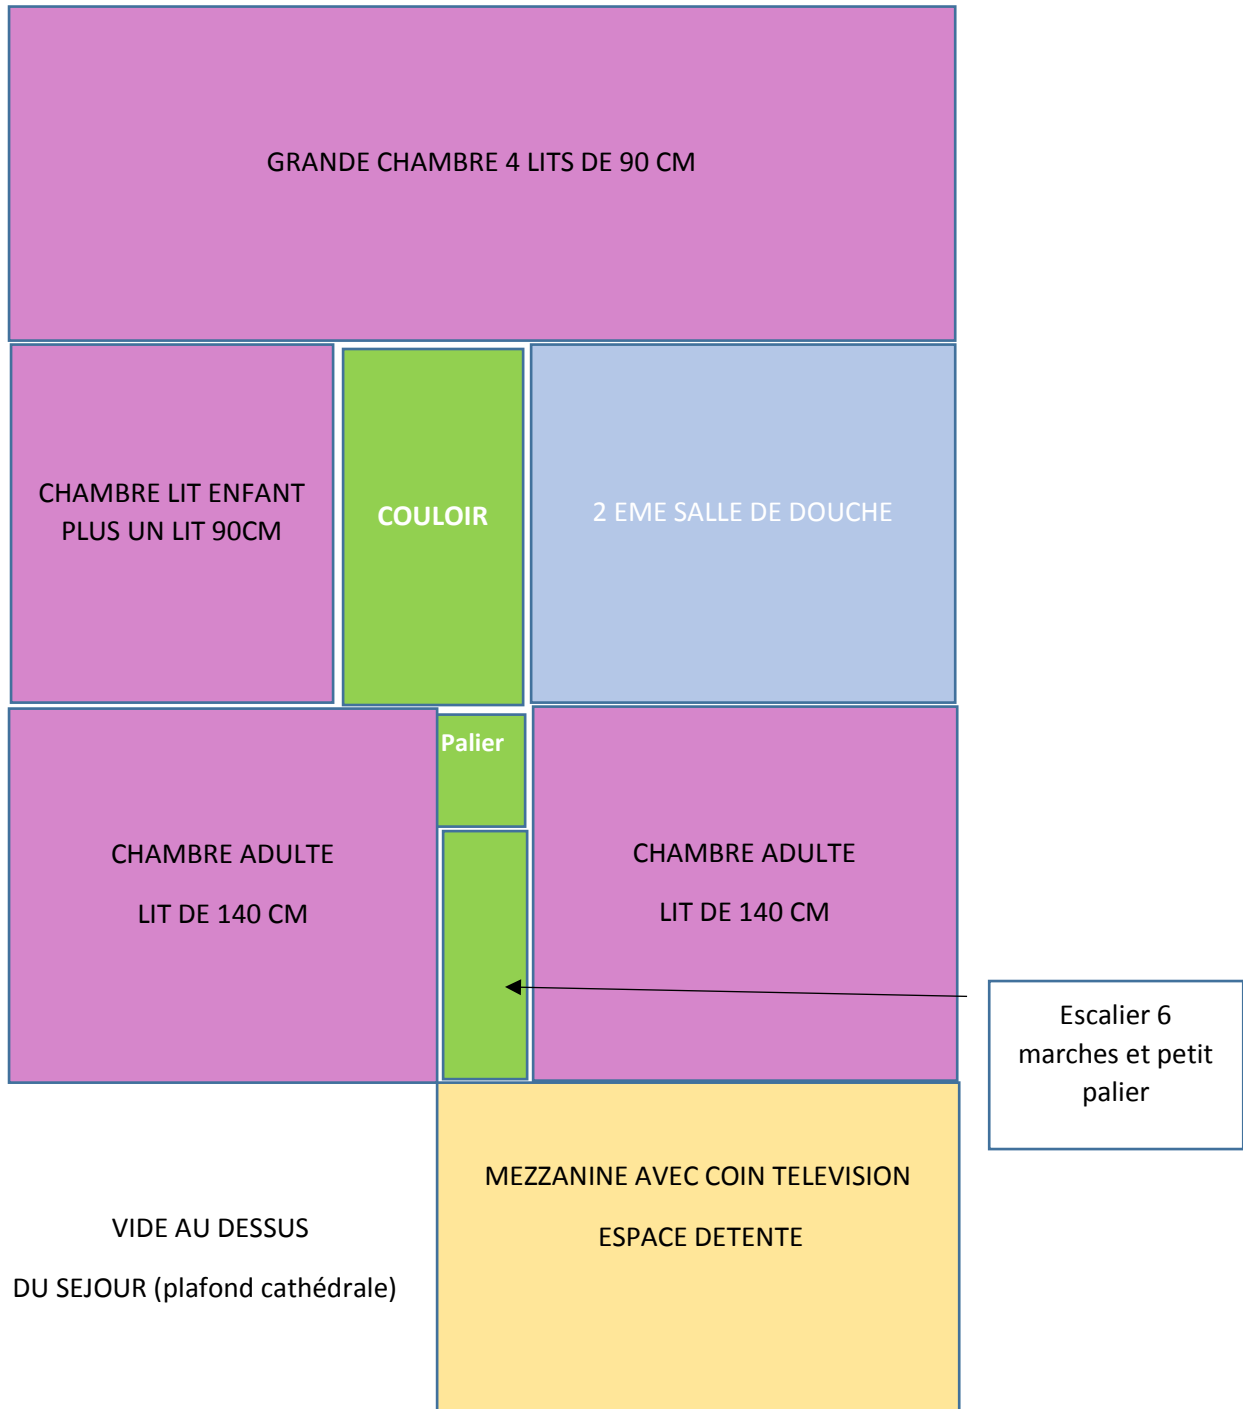 GRANDE CHAMBRE 4 LITS DE 90 CM
CHAMBRE LIT ENFANT
PLUS UN LIT 90CM
COULOIR
2 EME SALLE DE DOUCHE
Palier
CHAMBRE ADULTE
LIT DE 140 CM
CHAMBRE ADULTE
LIT DE 140 CM
Escalier 6
marches et petit
palier
MEZZANINE AVEC COIN TELEVISION
ESPACE DETENTE
VIDE AU DESSUS
DU SEJOUR (plafond cathédrale)